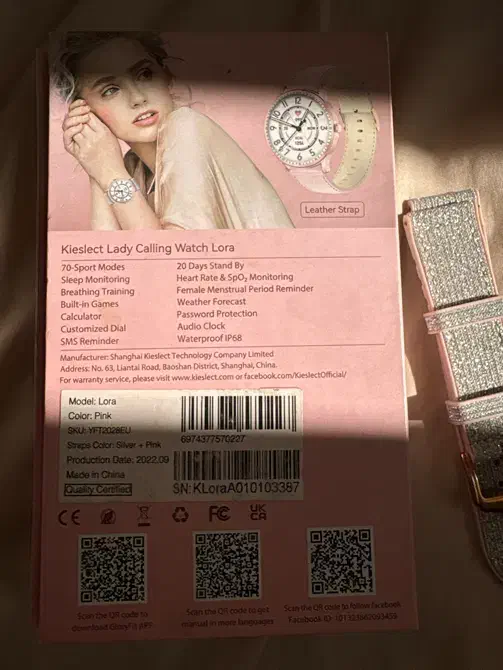 Leather Strap
Kieslect Lady Calling Watch Lora
70-Sport Modes 20 Days Stand By
Sleep Monitoring Heart Rate & SpO₂ Monitoring
Breathing Training Female Menstrual Period Reminder
Built-in Games Weather Forecast
Calculator Password Protection
Customized Dial Audio Clock
SMS Reminder Waterproof IP68
Manufacturer: Shanghai Kieslect Technology Company Limited
Address: No. 63, Liantai Road, Baoshan District, Shanghai, China.
For warranty service, please visit www.kieslect.com or facebook.com/KieslectOfficial/
Model: Lora
Color: Pink
SKU: YFT2028EU
Straps Color: Silver + Pink
Production Date: 2022.09
Made in China
Quality Certified
6974377570227
SN:KLoraA010103387
CE FC UK CA
Scan the QR code to
download GloryFit APP
Scan the QR code to get
manual in more languages
Scan the QR code to follow facebook
Facebook ID: